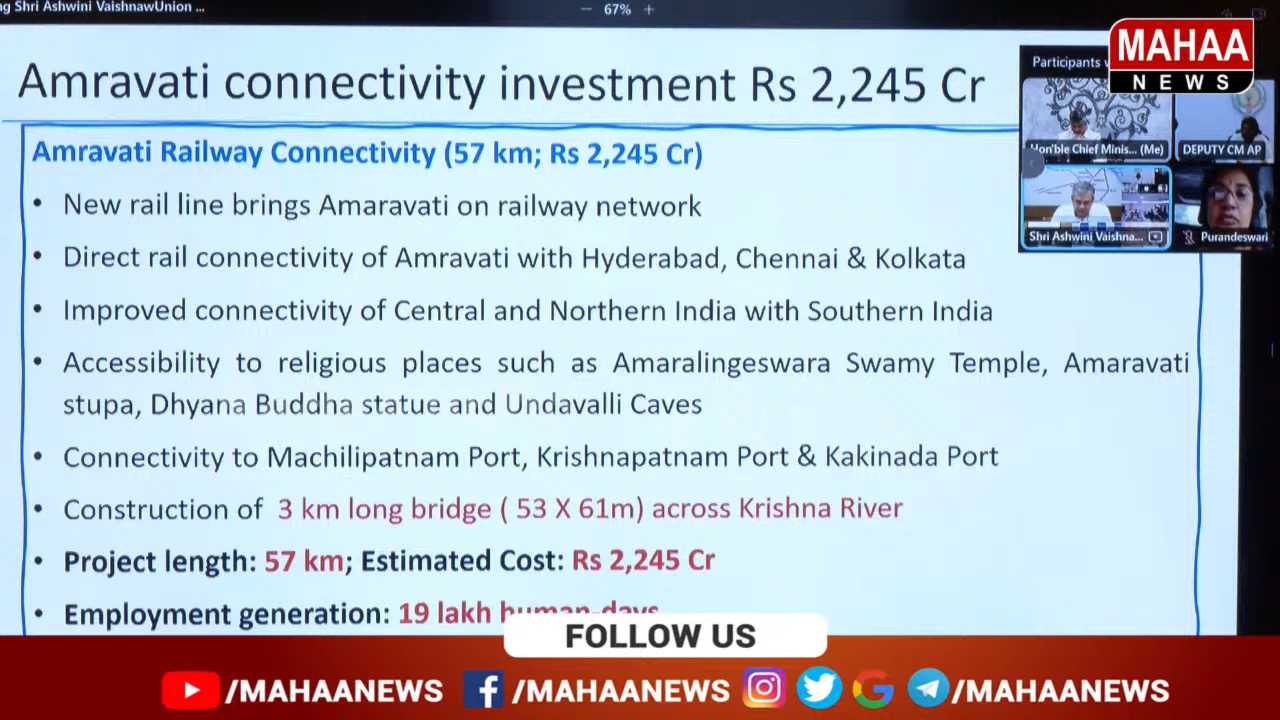 ng Shri Ashwini VaishnawUnion ...
67%
MAHAA
NEWS
Amravati connectivity investment Rs 2,245 Cr
Participants
Hon'ble Chief Minis... (Me)
DEPUTY CM AP
Shri Ashwini Vaishna...
Purandeswari
Amravati Railway Connectivity (57 km; Rs 2,245 Cr)
• New rail line brings Amaravati on railway network
• Direct rail connectivity of Amravati with Hyderabad, Chennai & Kolkata
• Improved connectivity of Central and Northern India with Southern India
• Accessibility to religious places such as Amaralingeswara Swamy Temple, Amaravati
stupa, Dhyana Buddha statue and Undavalli Caves
• Connectivity to Machilipatnam Port, Krishnapatnam Port & Kakinada Port
• Construction of 3 km long bridge ( 53 X 61m) across Krishna River
• Project length: 57 km; Estimated Cost: Rs 2,245 Cr
• Employment generation: 19 lakh human-days
FOLLOW US
/MAHAANEWS
/MAHAANEWS
/MAHAANEWS